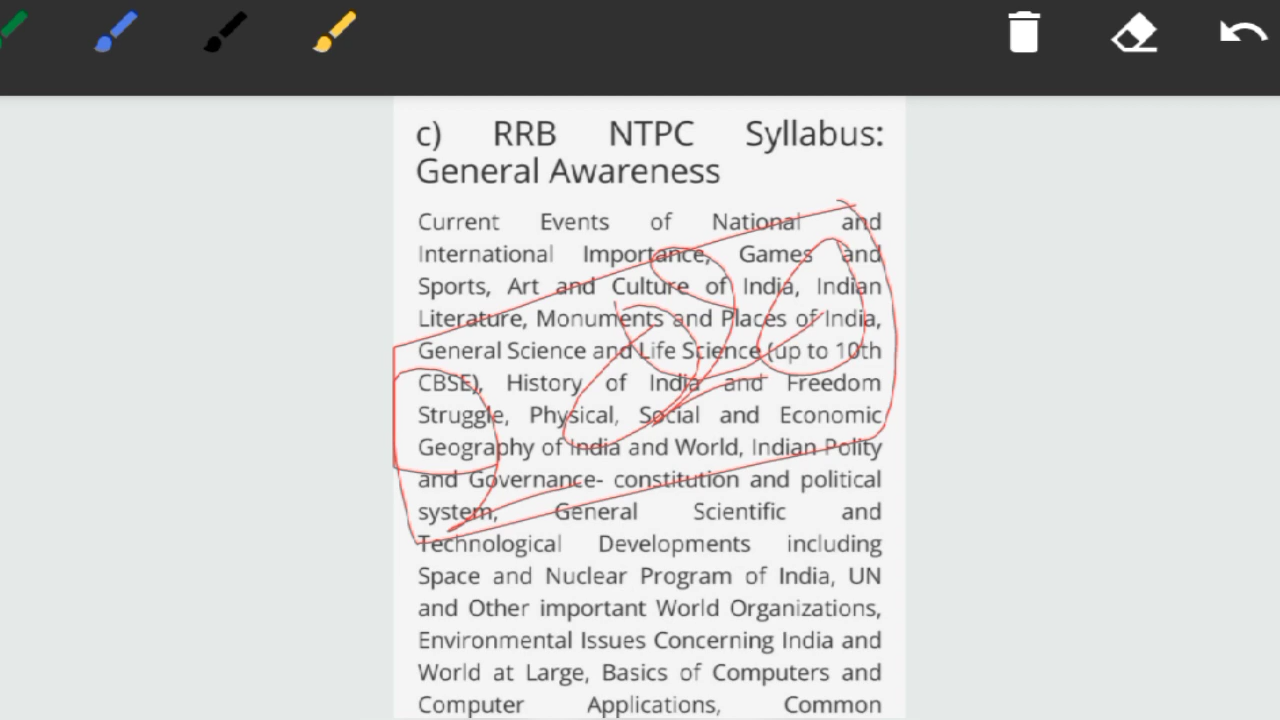 c) RRB NTPC Syllabus:
General Awareness
Current Events of National and
International Importance, Games and
Sports, Art and Culture of India, Indian
Literature, Monuments and Places of India,
General Science and Life Science (up to 10th
CBSE), History of India and Freedom
Struggle, Physical, Social and Economic
Geography of India and World, Indian Polity
and Governance- constitution and political
system, General Scientific and
Technological Developments including
Space and Nuclear Program of India, UN
and Other important World Organizations,
Environmental Issues Concerning India and
World at Large, Basics of Computers and
Computer Applications, Common